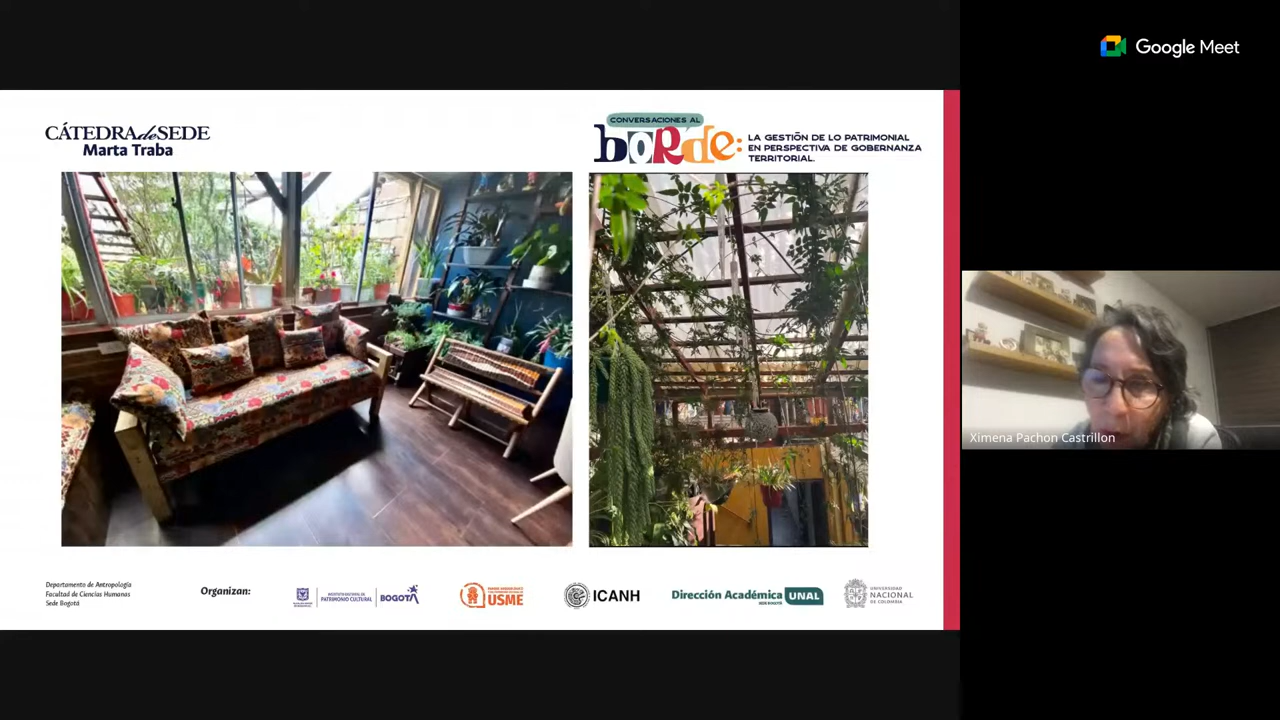 Google Meet
CÁTEDRA de SEDE
Marta Traba
CONVERSACIONES AL
borde:
LA GESTIÓN DE LO PATRIMONIAL
EN PERSPECTIVA DE GOBERNANZA
TERRITORIAL.
Ximena Pachon Castrillon
Departamento de Antropología
Facultad de Ciencias Humanas
Sede Bogotá
Organizan:
PATRIMONIO CULTURAL
BOGOTÁ
USME
ICANH
Dirección Académica
SEDE BOGOTÁ
UNAL
UNIVERSIDAD
NACIONAL
DE COLOMBIA